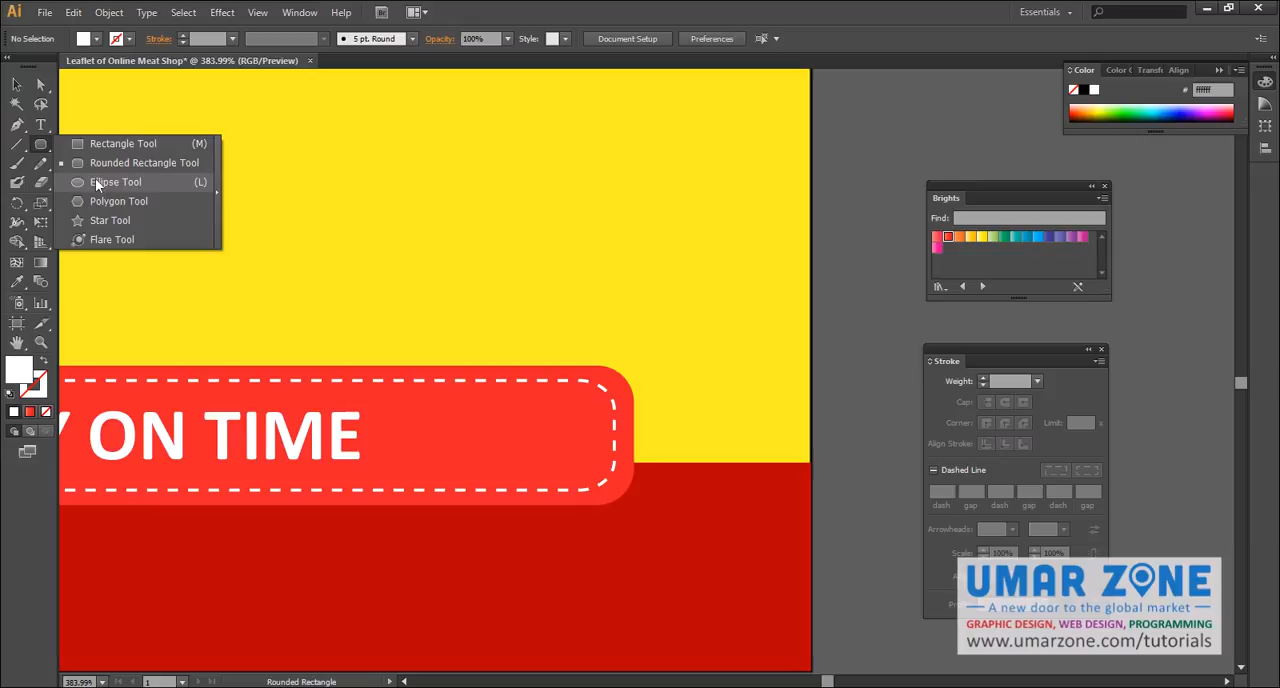 Ai File Edit Object Type Select Effect View Window Help Br Essentials
No Selection Stroke: 5 pt. Round Opacity: 100% Style: Document Setup Preferences
Leaflet of Online Meat Shop* @ 383.99% (RGB/Preview) ×
Color Color Transf Align
# ffffff
Rectangle Tool (M)
Rounded Rectangle Tool
Ellipse Tool (L)
Polygon Tool
Star Tool
Flare Tool
Brights
Find:
Stroke
Weight:
Cap:
Corner: Limit: x
Align Stroke:
Dashed Line
dash gap dash gap dash gap
Arrowheads:
Scale: 100% 100%
Y ON TIME
UMAR ZONE
A new door to the global market
GRAPHIC DESIGN, WEB DESIGN, PROGRAMMING
www.umarzone.com/tutorials
383.99% 1 Rounded Rectangle